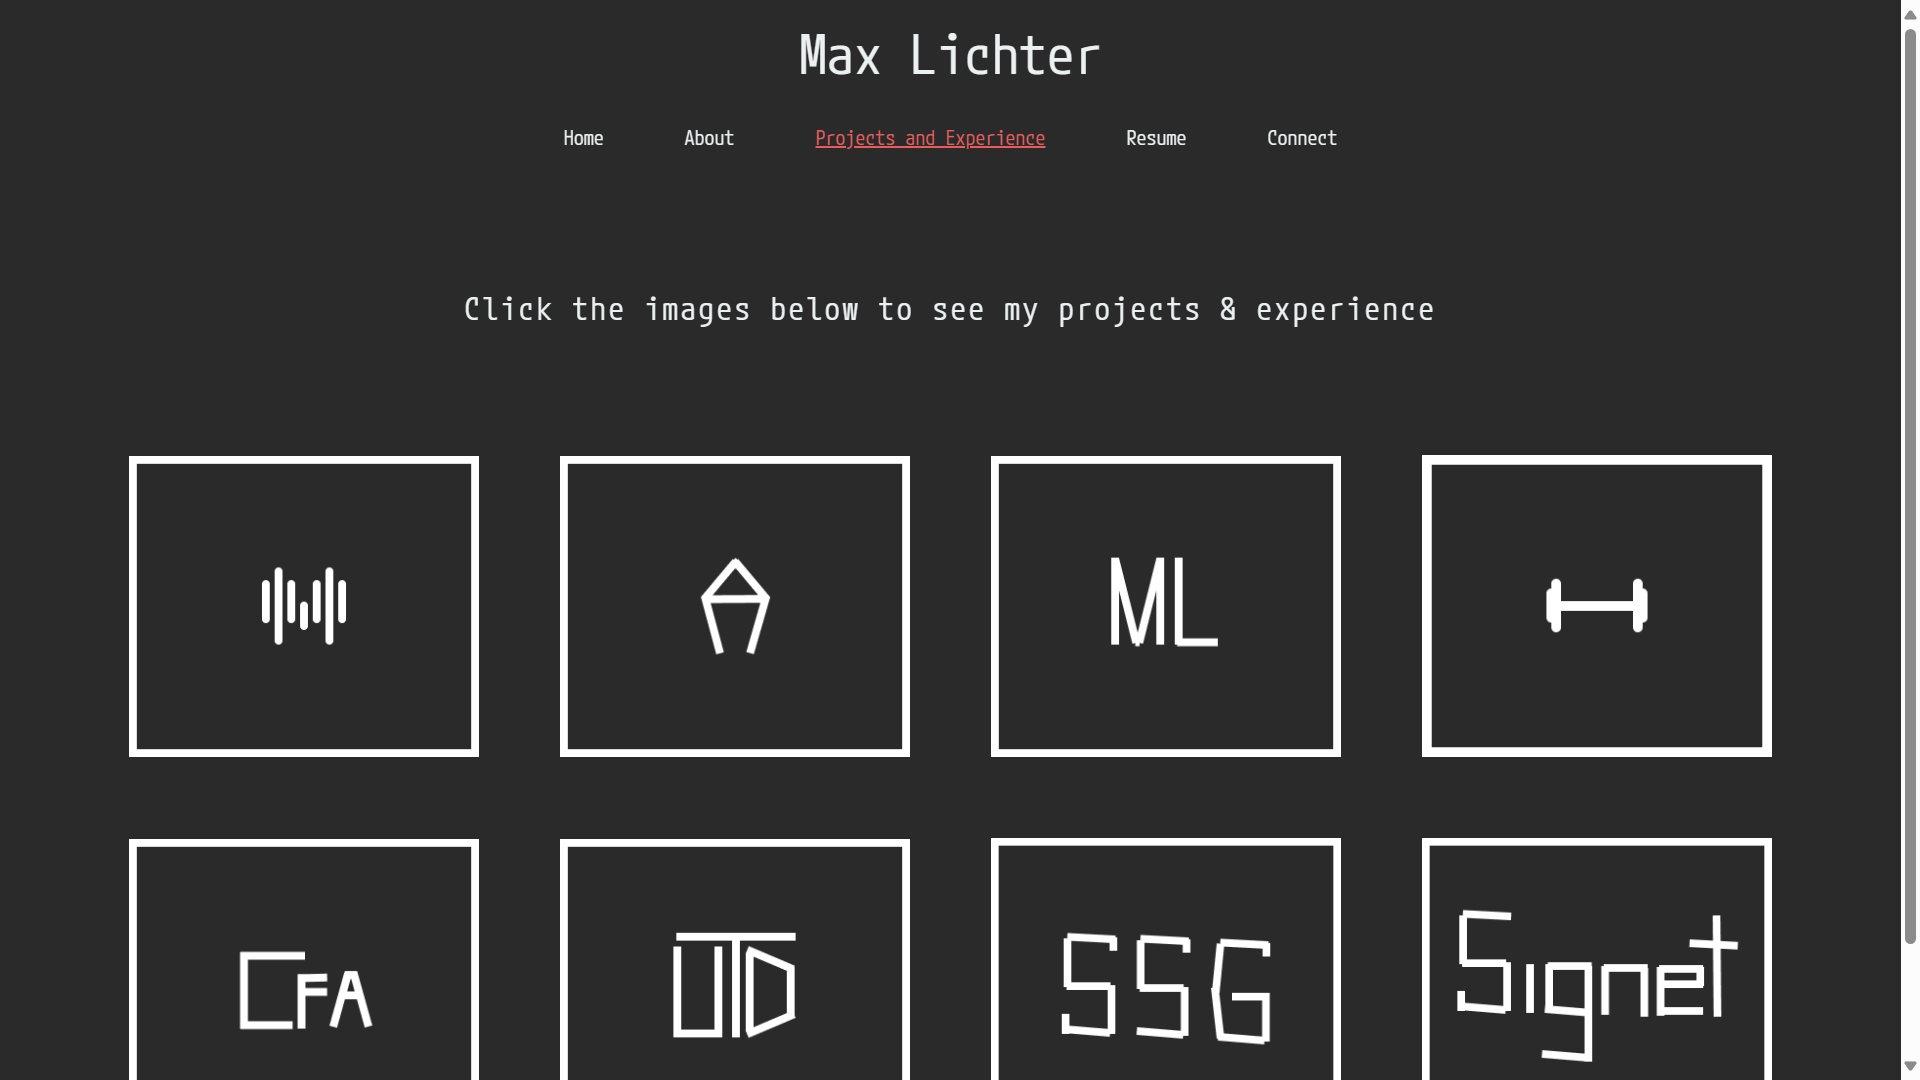 Max Lichter
Home About Projects and Experience Resume Connect
Click the images below to see my projects & experience
ML
CFA UTD SSG Signet